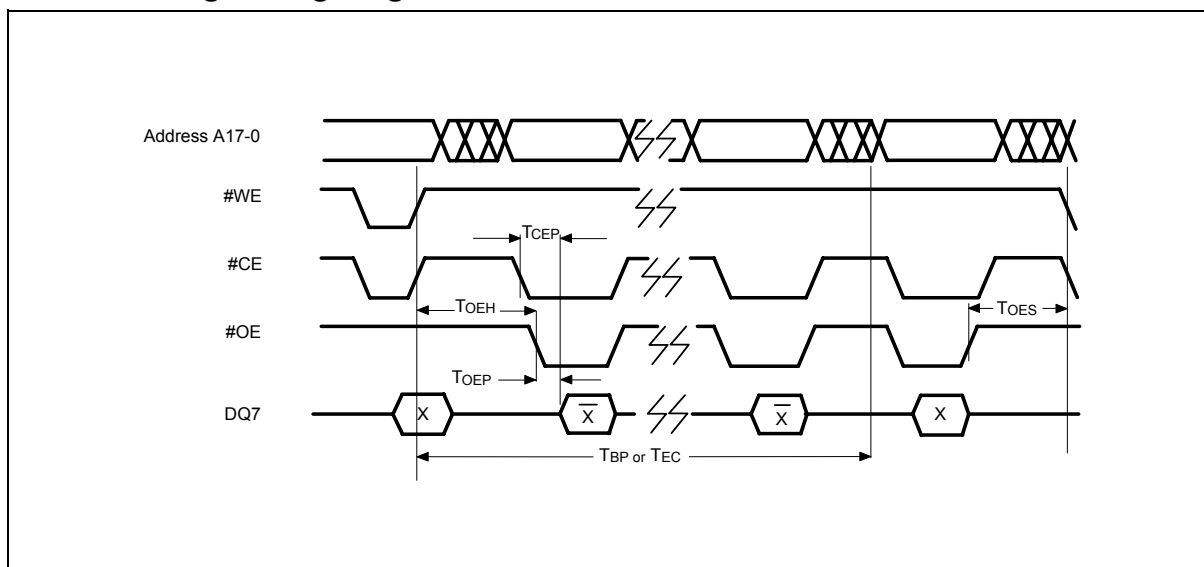 Address A17-0
#WE
TCEP
#CE
TOEH
TOES
#OE
TOEP
DQ7
X
X̅
X̅
X
TBP or TEC